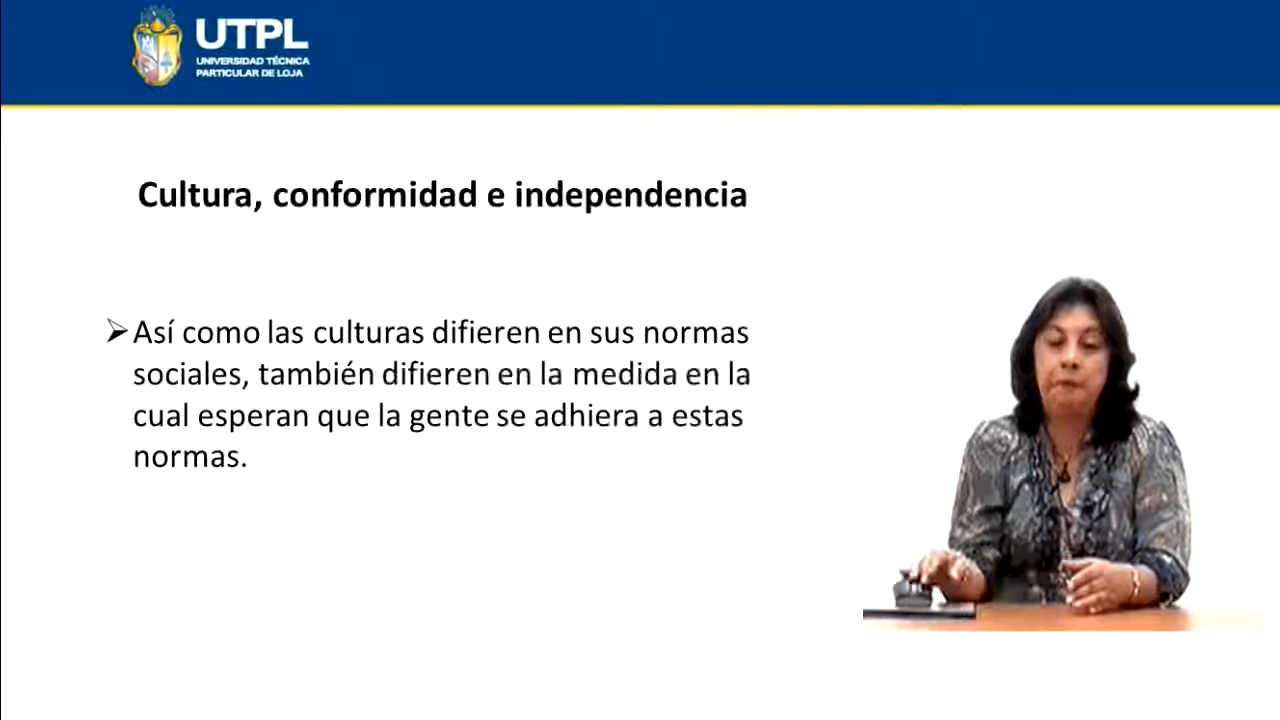 UTPL
UNIVERSIDAD TÉCNICA
PARTICULAR DE LOJA
Cultura, conformidad e independencia
Así como las culturas difieren en sus normas
sociales, también difieren en la medida en la
cual esperan que la gente se adhiera a estas
normas.